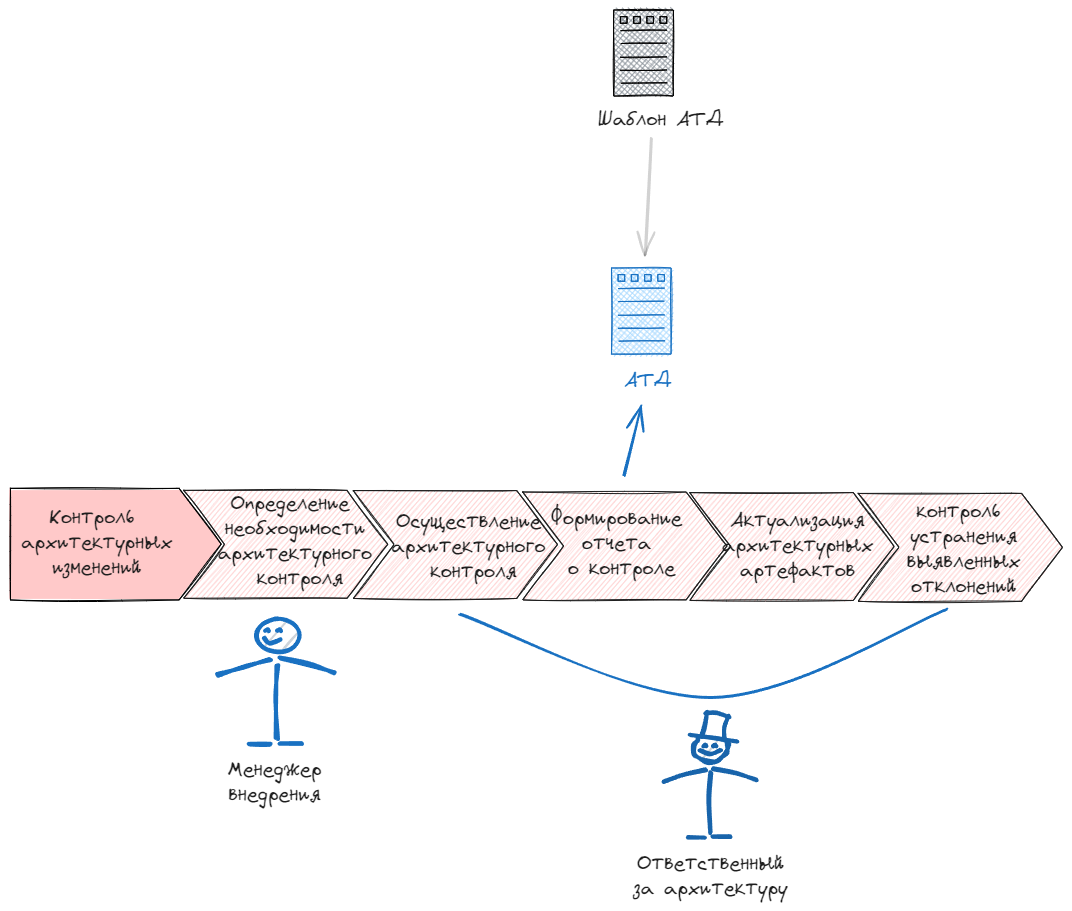 Шаблон АТД
АТД
Контроль
архитектурных
изменений
Определение
необходимости
архитектурного
контроля
Осуществление
архитектурного
контроля
Формирование
отчета
о контроле
Актуализация
архитектурных
артефактов
Контроль
устранения
выявленных
отклонений
Менеджер
внедрения
Ответственный
за архитектуру